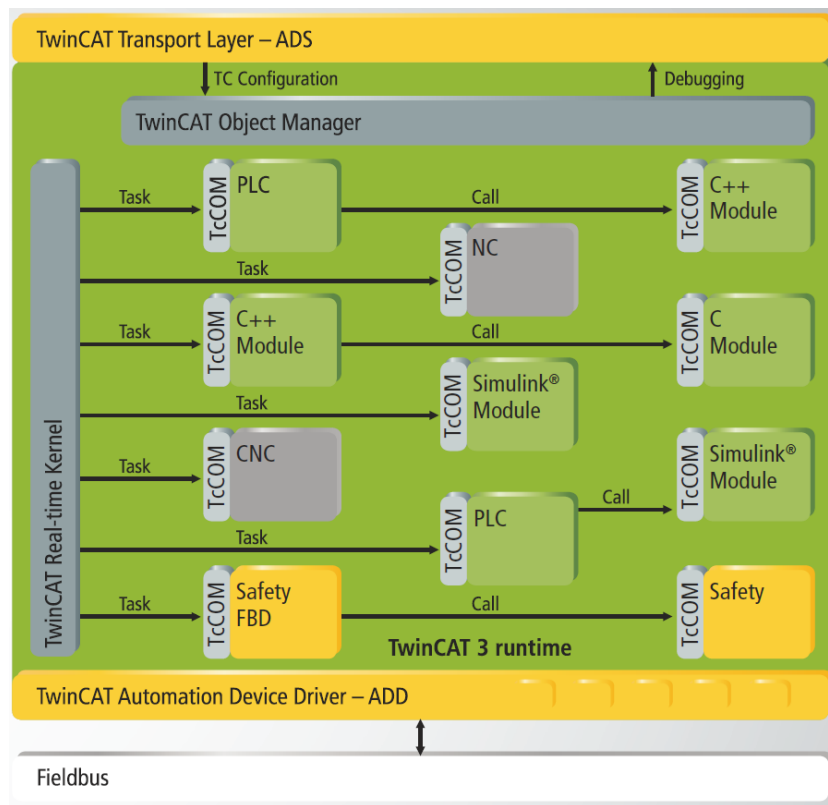 TwinCAT Transport Layer – ADS
TC Configuration
Debugging
TwinCAT Object Manager
TwinCAT Real-time Kernel
Task
TcCOM
PLC
Call
TcCOM
C++
Module
Task
TcCOM
NC
Task
TcCOM
C++
Module
Call
TcCOM
C
Module
Task
TcCOM
Simulink®
Module
Task
TcCOM
CNC
Task
TcCOM
PLC
Call
TcCOM
Simulink®
Module
Task
TcCOM
Safety
FBD
Call
TcCOM
Safety
TwinCAT 3 runtime
TwinCAT Automation Device Driver – ADD
Fieldbus